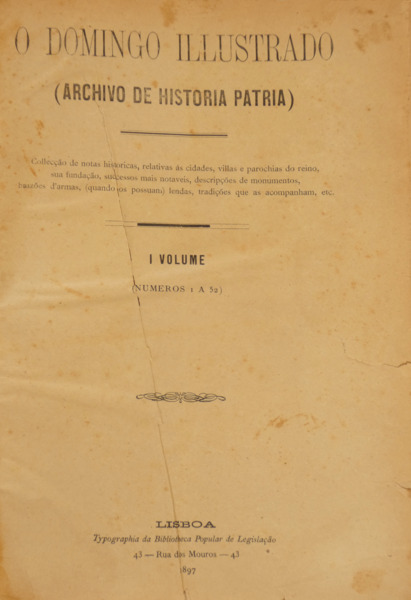 O DOMINGO ILLUSTRADO
(ARCHIVO DE HISTORIA PATRIA)
Collecção de notas historicas, relativas ás cidades, villas e parochias do reino,
sua fundação, successos mais notaveis, descripções de monumentos,
brazões d'armas, (quando os possuam) lendas, tradições que as acompanham, etc.
I VOLUME
(NUMEROS 1 A 52)
LISBOA
Typographia da Bibliotheca Popular de Legislação
43 — Rua das Mouros — 43
897